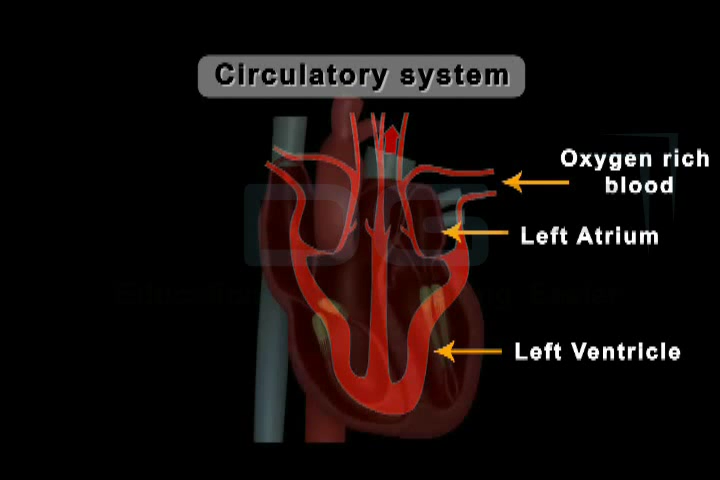 Circulatory system
Oxygen rich
blood
Left Atrium
Left Ventricle